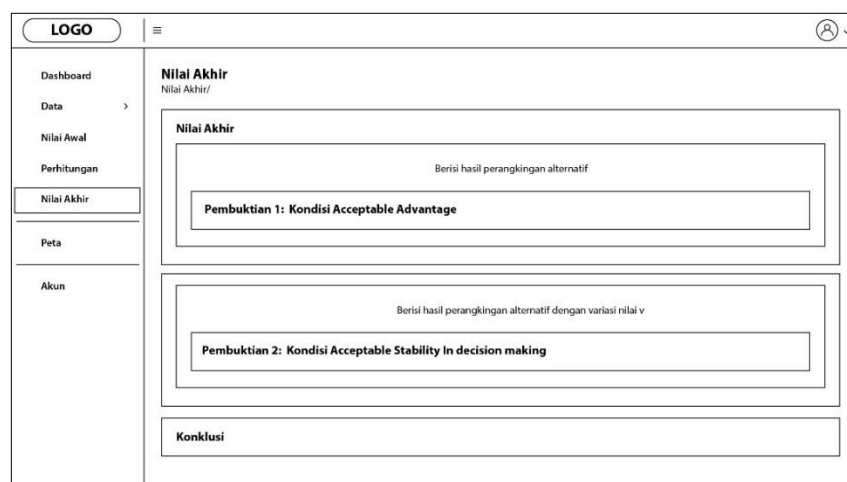 LOGO
Dashboard
Data
Nilai Awal
Perhitungan
Nilai Akhir
Peta
Akun
Nilai Akhir
Nilai Akhir/
Nilai Akhir
Berisi hasil perangkingan alternatif
Pembuktian 1: Kondisi Acceptable Advantage
Berisi hasil perangkingan alternatif dengan variasi nilai v
Pembuktian 2: Kondisi Acceptable Stability In decision making
Konklusi